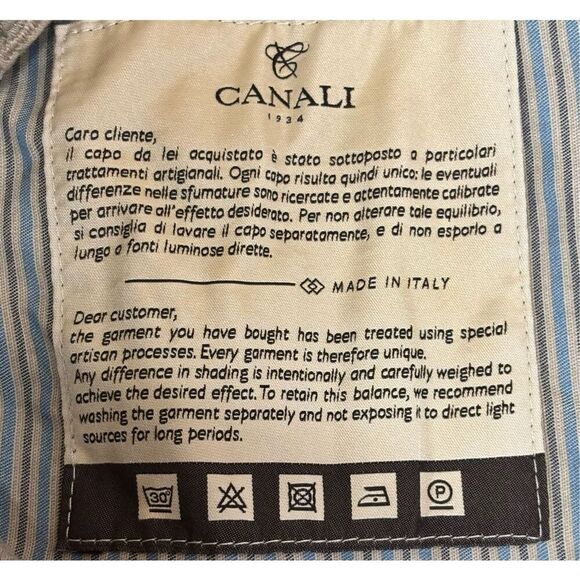 CANALI
1934
Caro cliente,
il capo da lei acquistato è stato sottoposto a particolari
trattamenti artigianali. Ogni capo risulta quindi unico: le eventuali
differenze nelle sfumature sono ricercate e attentamente calibrate
per arrivare all'effetto desiderato. Per non alterare tale equilibrio,
si consiglia di lavare il capo separatamente, e di non esporlo a
lungo a fonti luminose dirette.
MADE IN ITALY
Dear customer,
the garment you have bought has been treated using special
artisan processes. Every garment is therefore unique.
Any difference in shading is intentionally and carefully weighed to
achieve the desired effect. To retain this balance, we recommend
washing the garment separately and not exposing it to direct light
sources for long periods.
30° P